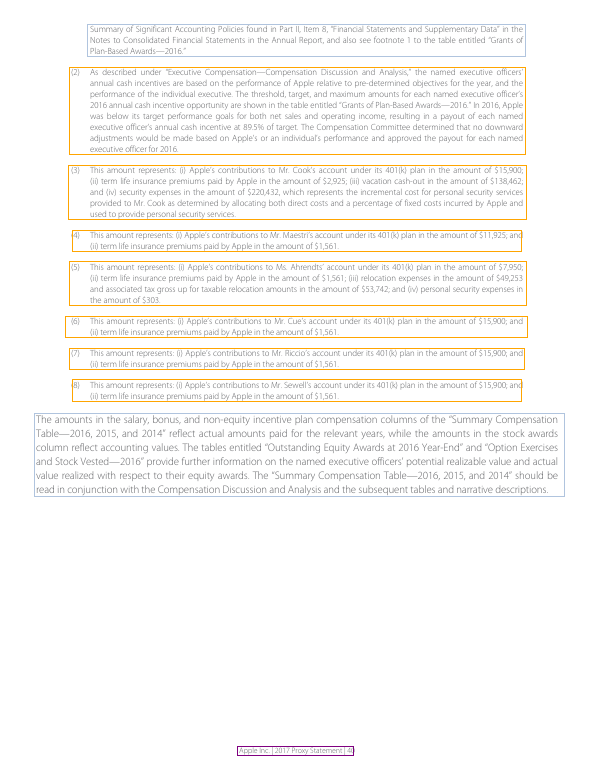 Summary of Significant Accounting Policies found in Part II, Item 8, “Financial Statements and Supplementary Data” in the
Notes to Consolidated Financial Statements in the Annual Report, and also see footnote 1 to the table entitled “Grants of
Plan-Based Awards—2016.”
(2) As described under “Executive Compensation—Compensation Discussion and Analysis,” the named executive officers’
annual cash incentives are based on the performance of Apple relative to pre-determined objectives for the year, and the
performance of the individual executive. The threshold, target, and maximum amounts for each named executive officer’s
2016 annual cash incentive opportunity are shown in the table entitled “Grants of Plan-Based Awards—2016.” In 2016, Apple
was below its target performance goals for both net sales and operating income, resulting in a payout of each named
executive officer’s annual cash incentive at 89.5% of target. The Compensation Committee determined that no downward
adjustments would be made based on Apple’s or an individual’s performance and approved the payout for each named
executive officer for 2016.
(3) This amount represents: (i) Apple’s contributions to Mr. Cook’s account under its 401(k) plan in the amount of $15,900;
(ii) term life insurance premiums paid by Apple in the amount of $2,925; (iii) vacation cash-out in the amount of $138,462;
and (iv) security expenses in the amount of $220,432, which represents the incremental cost for personal security services
provided to Mr. Cook as determined by allocating both direct costs and a percentage of fixed costs incurred by Apple and
used to provide personal security services.
(4) This amount represents: (i) Apple’s contributions to Mr. Maestri’s account under its 401(k) plan in the amount of $11,925; and
(ii) term life insurance premiums paid by Apple in the amount of $1,561.
(5) This amount represents: (i) Apple’s contributions to Ms. Ahrendts’ account under its 401(k) plan in the amount of $7,950;
(ii) term life insurance premiums paid by Apple in the amount of $1,561; (iii) relocation expenses in the amount of $49,253
and associated tax gross up for taxable relocation amounts in the amount of $53,742; and (iv) personal security expenses in
the amount of $303.
(6) This amount represents: (i) Apple’s contributions to Mr. Cue’s account under its 401(k) plan in the amount of $15,900; and
(ii) term life insurance premiums paid by Apple in the amount of $1,561.
(7) This amount represents: (i) Apple’s contributions to Mr. Riccio’s account under its 401(k) plan in the amount of $15,900; and
(ii) term life insurance premiums paid by Apple in the amount of $1,561.
(8) This amount represents: (i) Apple’s contributions to Mr. Sewell’s account under its 401(k) plan in the amount of $15,900; and
(ii) term life insurance premiums paid by Apple in the amount of $1,561.
The amounts in the salary, bonus, and non-equity incentive plan compensation columns of the “Summary Compensation
Table—2016, 2015, and 2014” reflect actual amounts paid for the relevant years, while the amounts in the stock awards
column reflect accounting values. The tables entitled “Outstanding Equity Awards at 2016 Year-End” and “Option Exercises
and Stock Vested—2016” provide further information on the named executive officers’ potential realizable value and actual
value realized with respect to their equity awards. The “Summary Compensation Table—2016, 2015, and 2014” should be
read in conjunction with the Compensation Discussion and Analysis and the subsequent tables and narrative descriptions.
Apple Inc. | 2017 Proxy Statement |